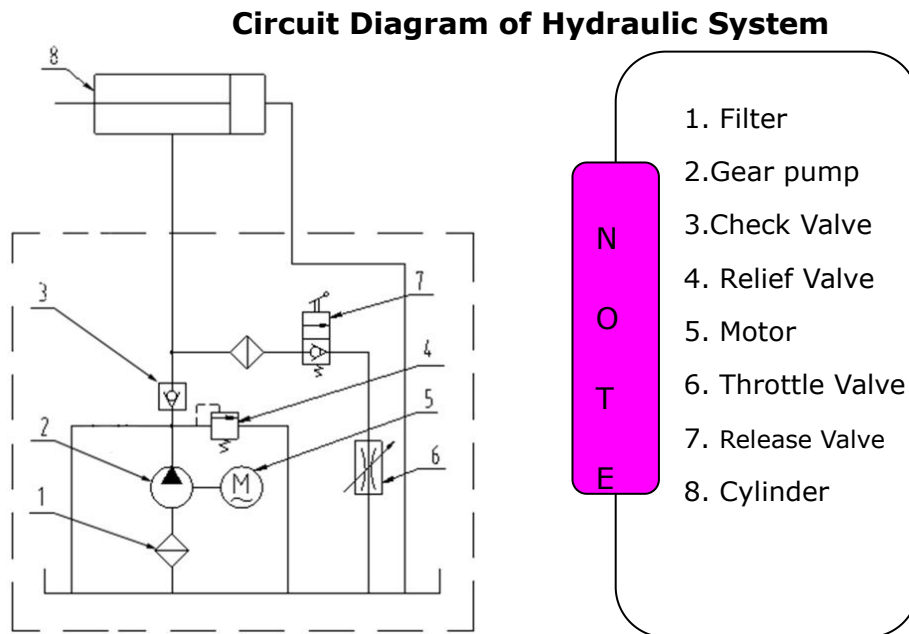 Circuit Diagram of Hydraulic System
8
7
3
4
2
5
M
6
1
N
O
T
E
1. Filter
2.Gear pump
3.Check Valve
4. Relief Valve
5. Motor
6. Throttle Valve
7. Release Valve
8. Cylinder